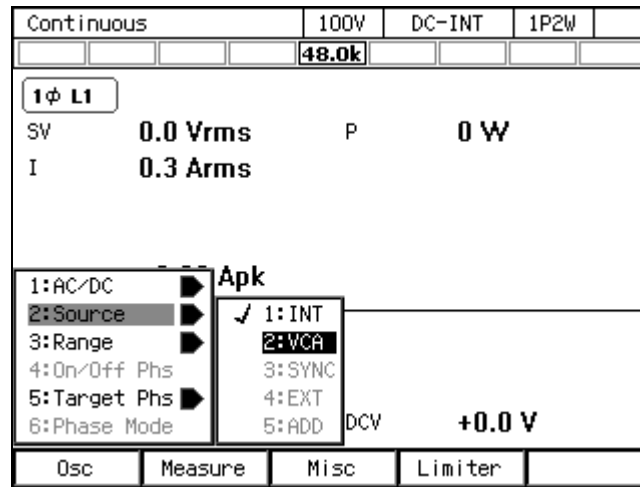 Continuous 100V DC-INT 1P2W
48.0k
1φ L1
SV 0.0 Vrms P 0 W
I 0.3 Arms
Apk
1:AC/DC
2:Source
3:Range
4:On/Off Phs
5:Target Phs
6:Phase Mode
✓ 1:INT
2:VCA
3:SYNC
4:EXT
5:ADD
DCV +0.0 V
Osc Measure Misc Limiter